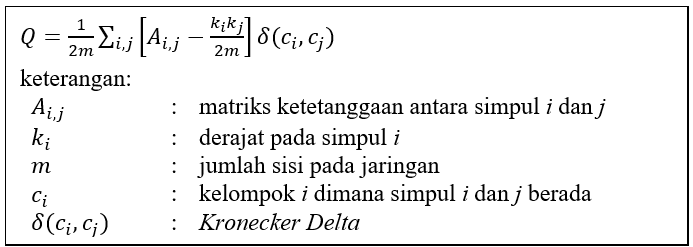 Q = \frac{1}{2m} \sum_{i,j} \left[ A_{i,j} - \frac{k_i k_j}{2m} \right] \delta(c_i, c_j)
keterangan:
A_{i,j} : matriks ketetanggaan antara simpul i dan j
k_i : derajat pada simpul i
m : jumlah sisi pada jaringan
c_i : kelompok i dimana simpul i dan j berada
\delta(c_i, c_j) : Kronecker Delta